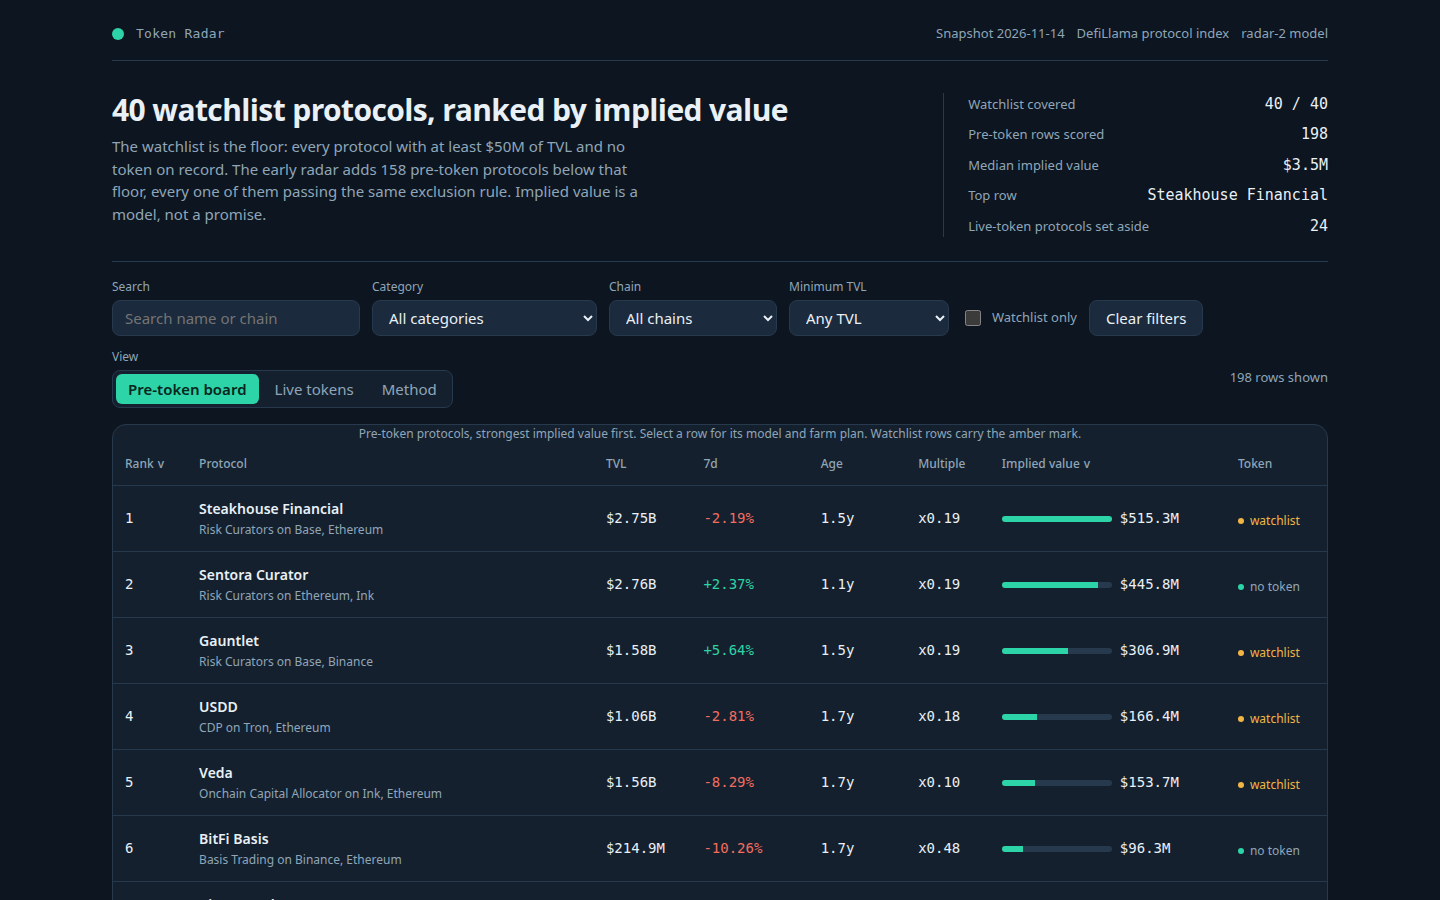 Token Radar
Snapshot 2026-11-14 DefiLlama protocol index radar-2 model
40 watchlist protocols, ranked by implied value
The watchlist is the floor: every protocol with at least $50M of TVL and no
token on record. The early radar adds 158 pre-token protocols below that
floor, every one of them passing the same exclusion rule. Implied value is a
model, not a promise.
Watchlist covered 40 / 40
Pre-token rows scored 198
Median implied value $3.5M
Top row Steakhouse Financial
Live-token protocols set aside 24
Search Category Chain Minimum TVL
Search name or chain All categories All chains Any TVL Watchlist only Clear filters
View
Pre-token board Live tokens Method 198 rows shown
Pre-token protocols, strongest implied value first. Select a row for its model and farm plan. Watchlist rows carry the amber mark.
Rank v Protocol TVL 7d Age Multiple Implied value v Token
1 Steakhouse Financial $2.75B -2.19% 1.5y x0.19 $515.3M watchlist
Risk Curators on Base, Ethereum
2 Sentora Curator $2.76B +2.37% 1.1y x0.19 $445.8M no token
Risk Curators on Ethereum, Ink
3 Gauntlet $1.58B +5.64% 1.5y x0.19 $306.9M watchlist
Risk Curators on Base, Binance
4 USDD $1.06B -2.81% 1.7y x0.18 $166.4M watchlist
CDP on Tron, Ethereum
5 Veda $1.56B -8.29% 1.7y x0.10 $153.7M watchlist
Onchain Capital Allocator on Ink, Ethereum
6 BitFi Basis $214.9M -10.26% 1.7y x0.48 $96.3M no token
Basis Trading on Binance, Ethereum